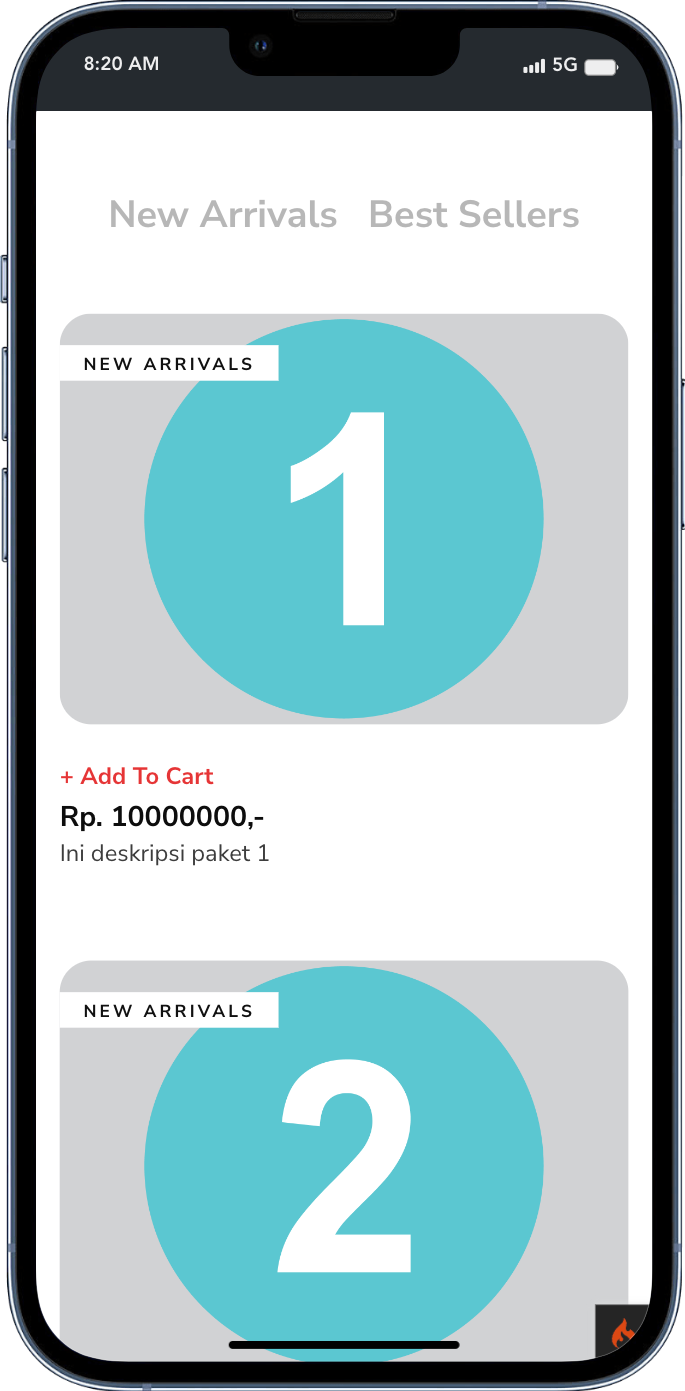 8:20 AM
5G
New Arrivals Best Sellers
NEW ARRIVALS
1
+ Add To Cart
Rp. 10000000,-
Ini deskripsi paket 1
NEW ARRIVALS
2